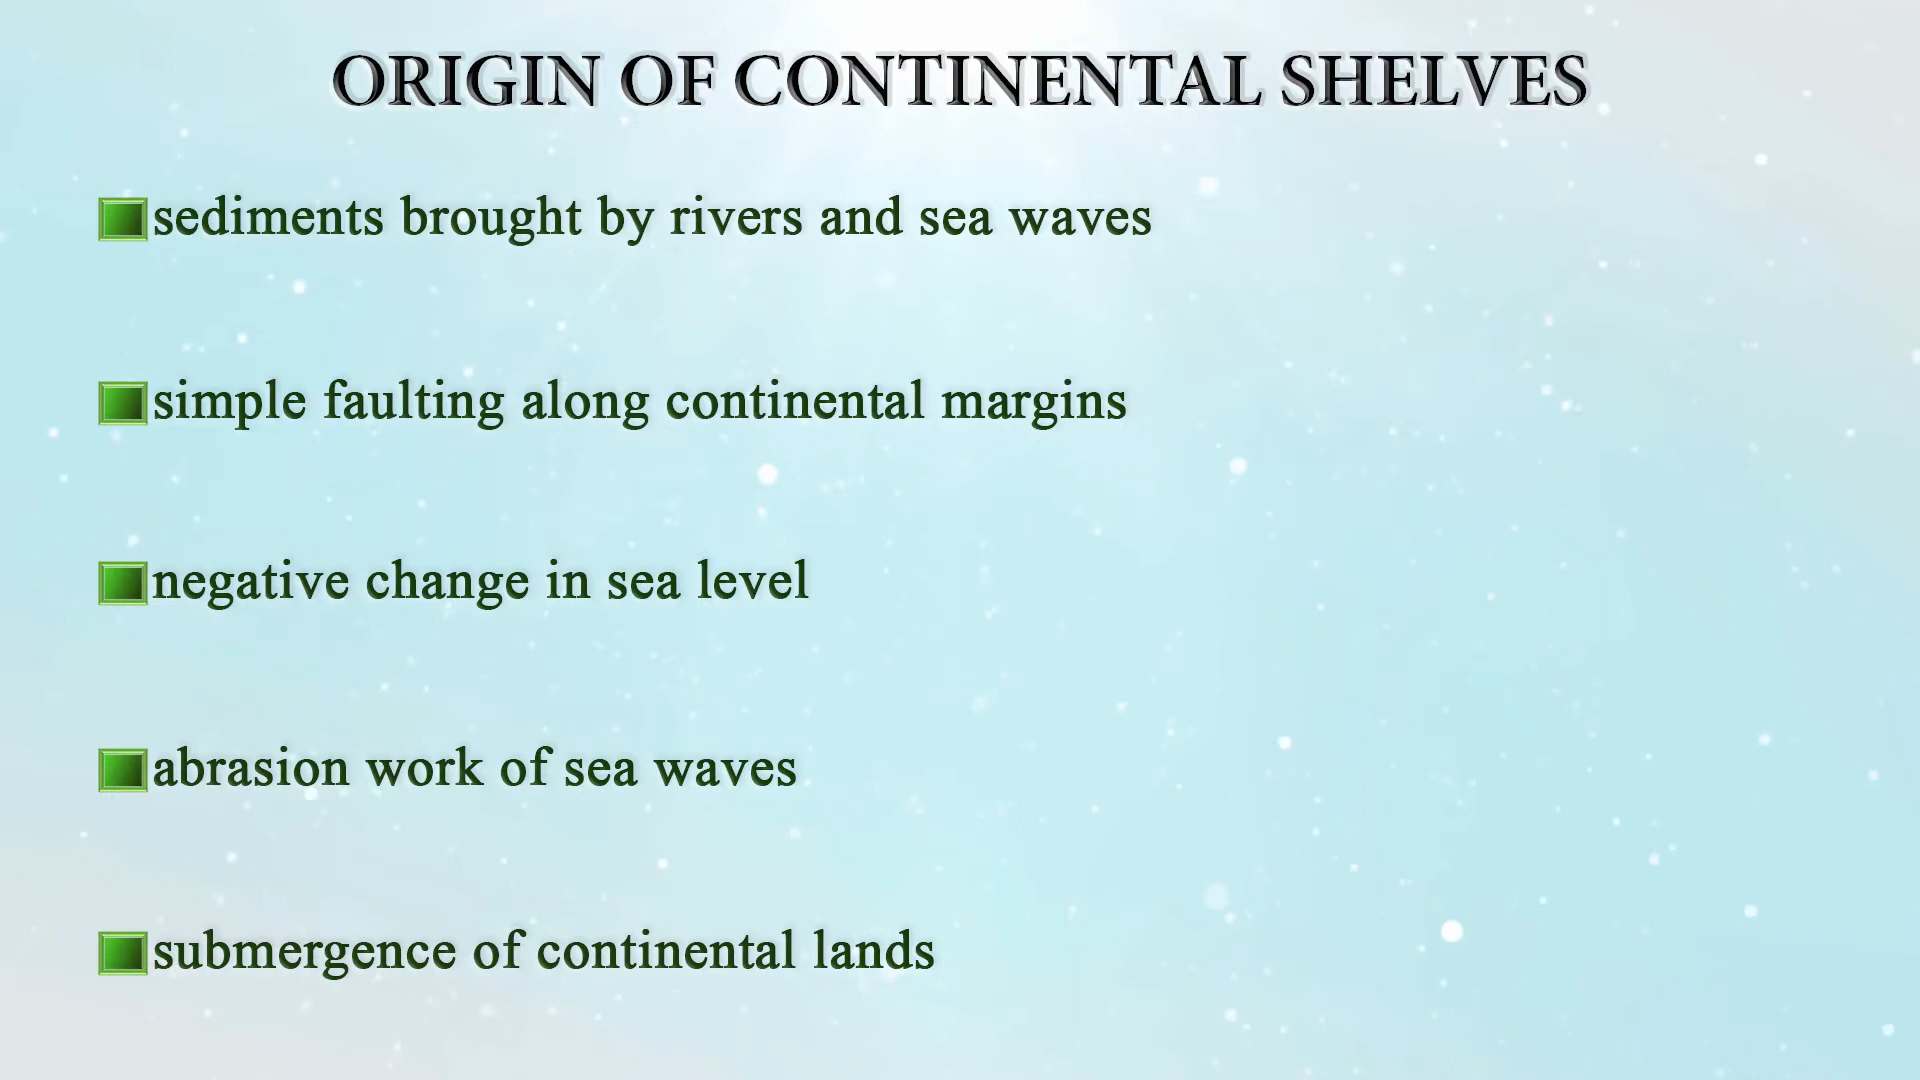 ORIGIN OF CONTINENTAL SHELVES
sediments brought by rivers and sea waves
simple faulting along continental margins
negative change in sea level
abrasion work of sea waves
submergence of continental lands